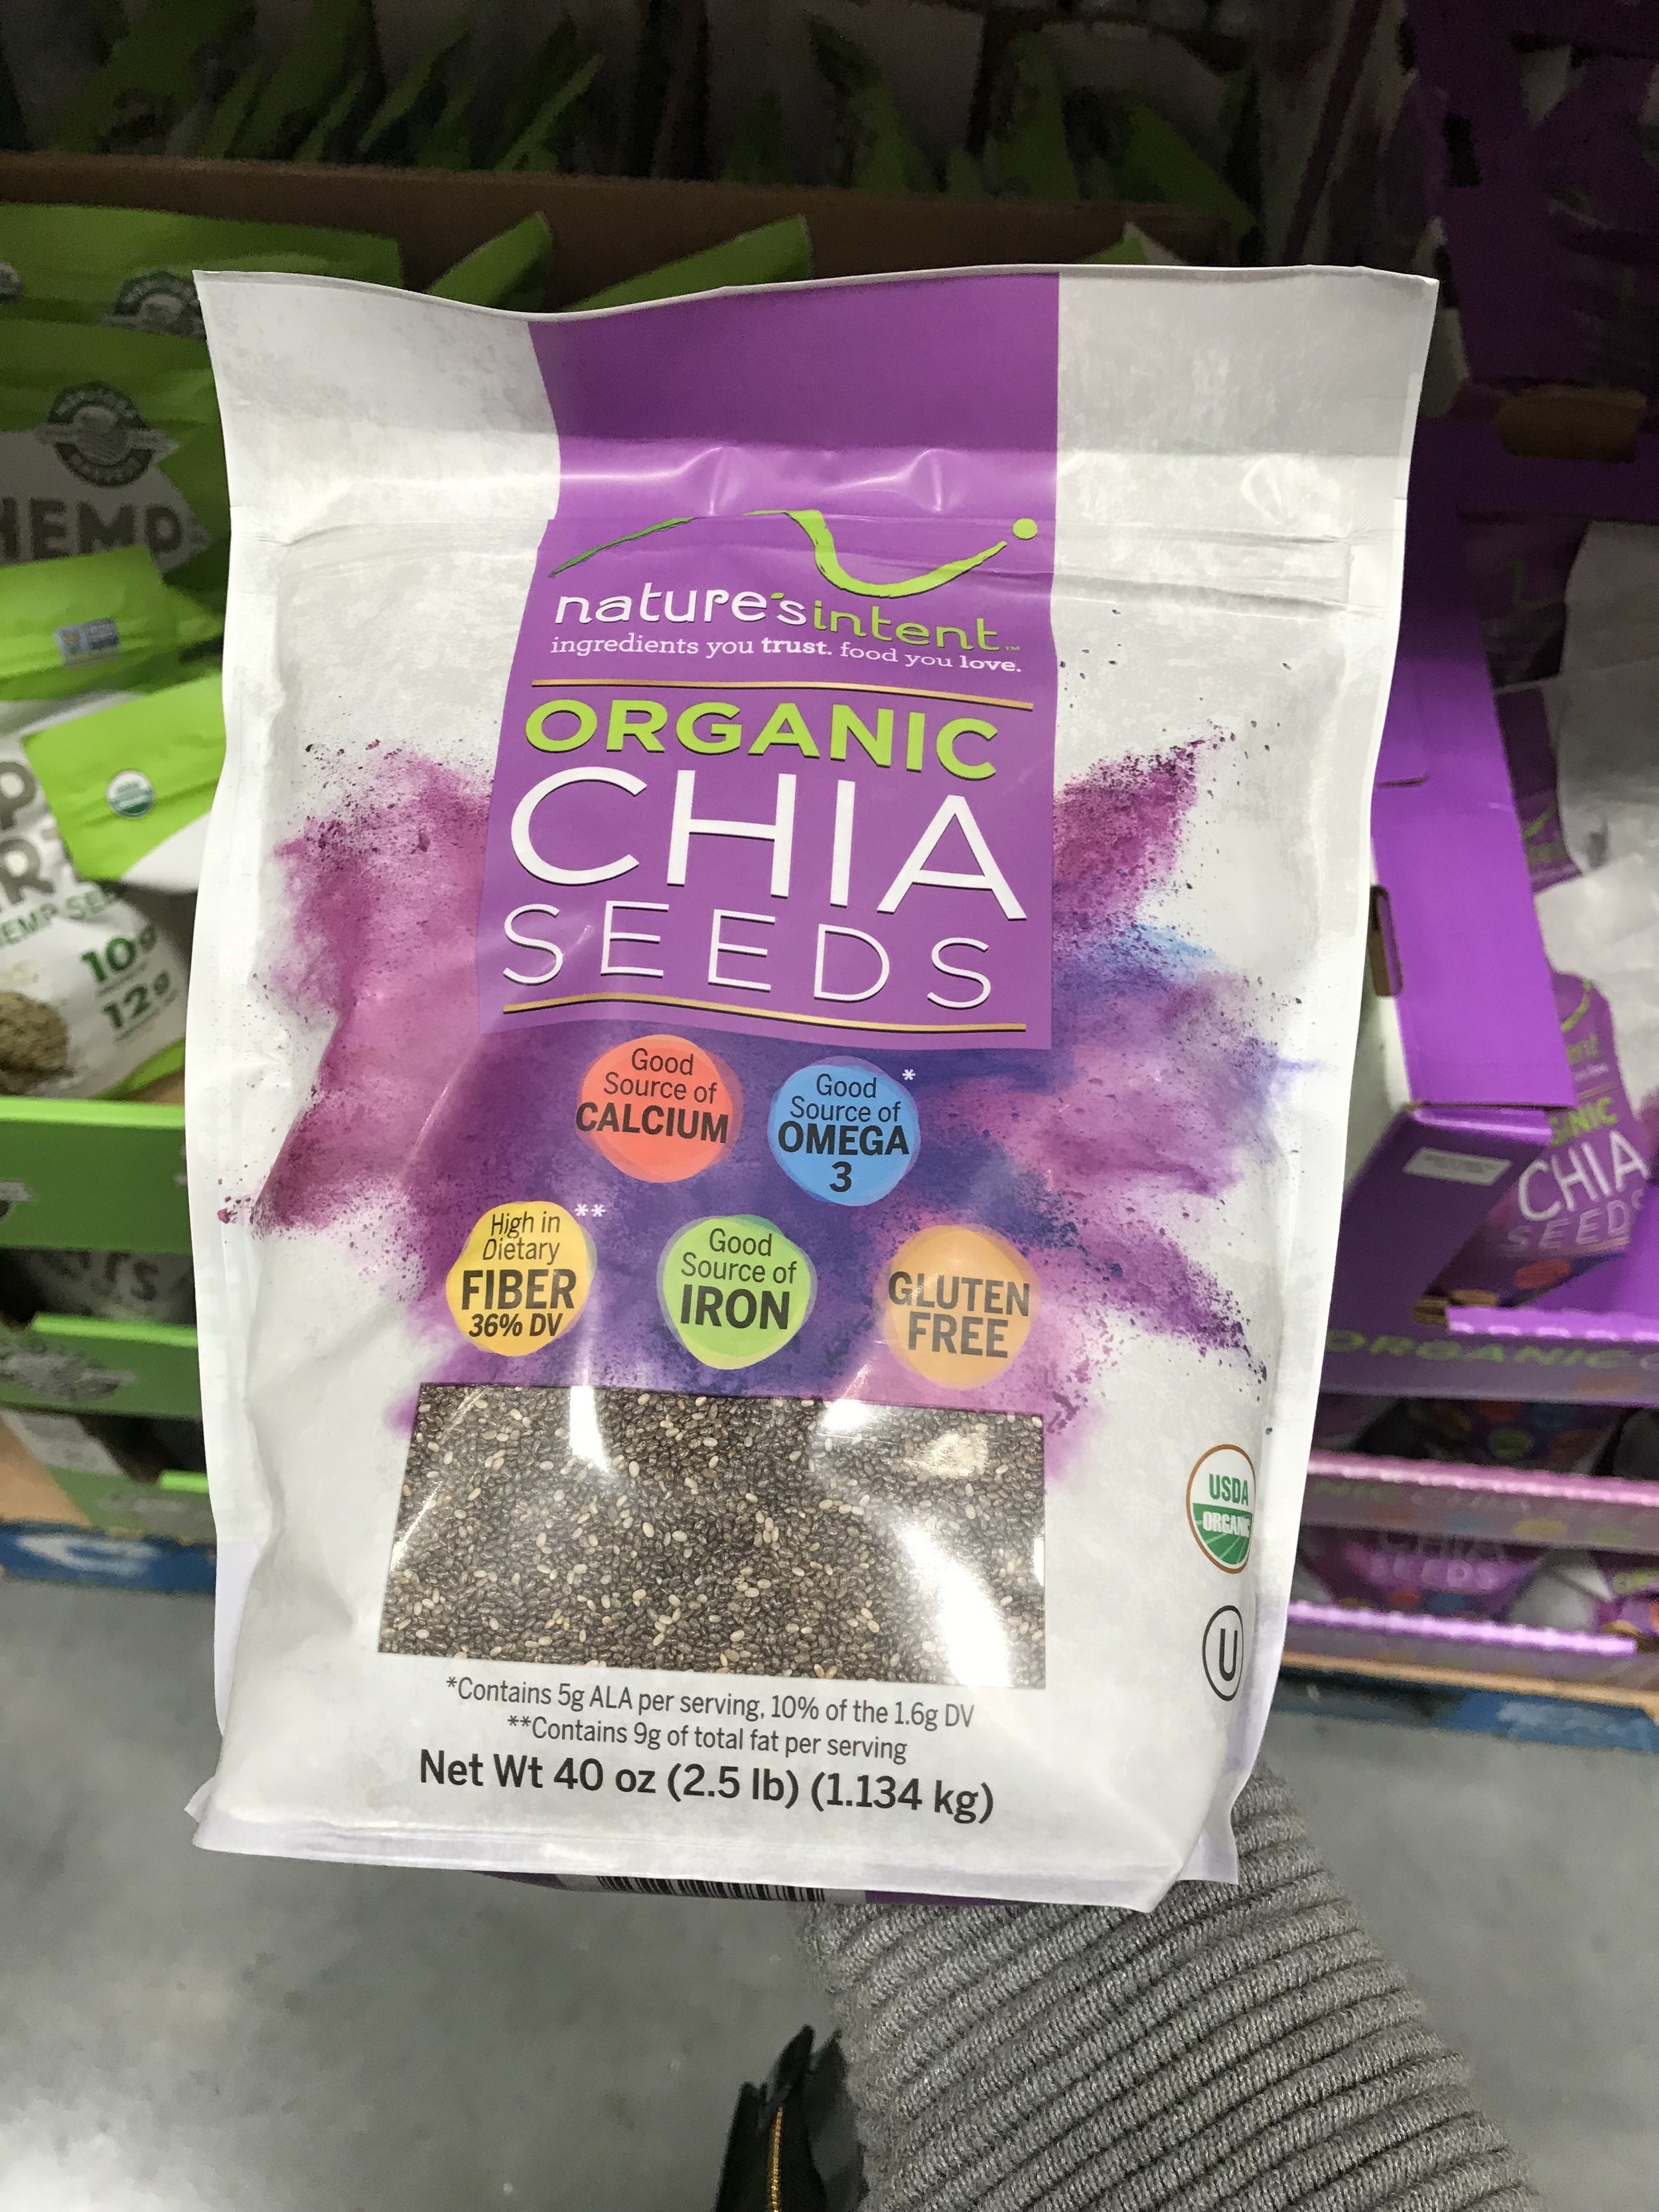 nature's intent™
ingredients you trust. food you love.
ORGANIC
CHIA
SEEDS
Good
Source of
CALCIUM
Good *
Source of
OMEGA
3
High in **
Dietary
FIBER
36% DV
Good
Source of
IRON
GLUTEN
FREE
USDA
ORGANIC
U
*Contains 5g ALA per serving, 10% of the 1.6g DV
**Contains 9g of total fat per serving
Net Wt 40 oz (2.5 lb) (1.134 kg)
HEMP
10g
12g
CHIA
SEEDS
ORGANIC
SEEDS